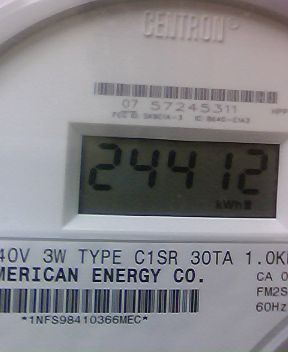 CENTRON®
07 57245311
24412
kWh
40V 3W TYPE C1SR 30TA 1.0K
MERICAN ENERGY CO.
CA 0
FM2S
60Hz
*1NFS98410366MEC*